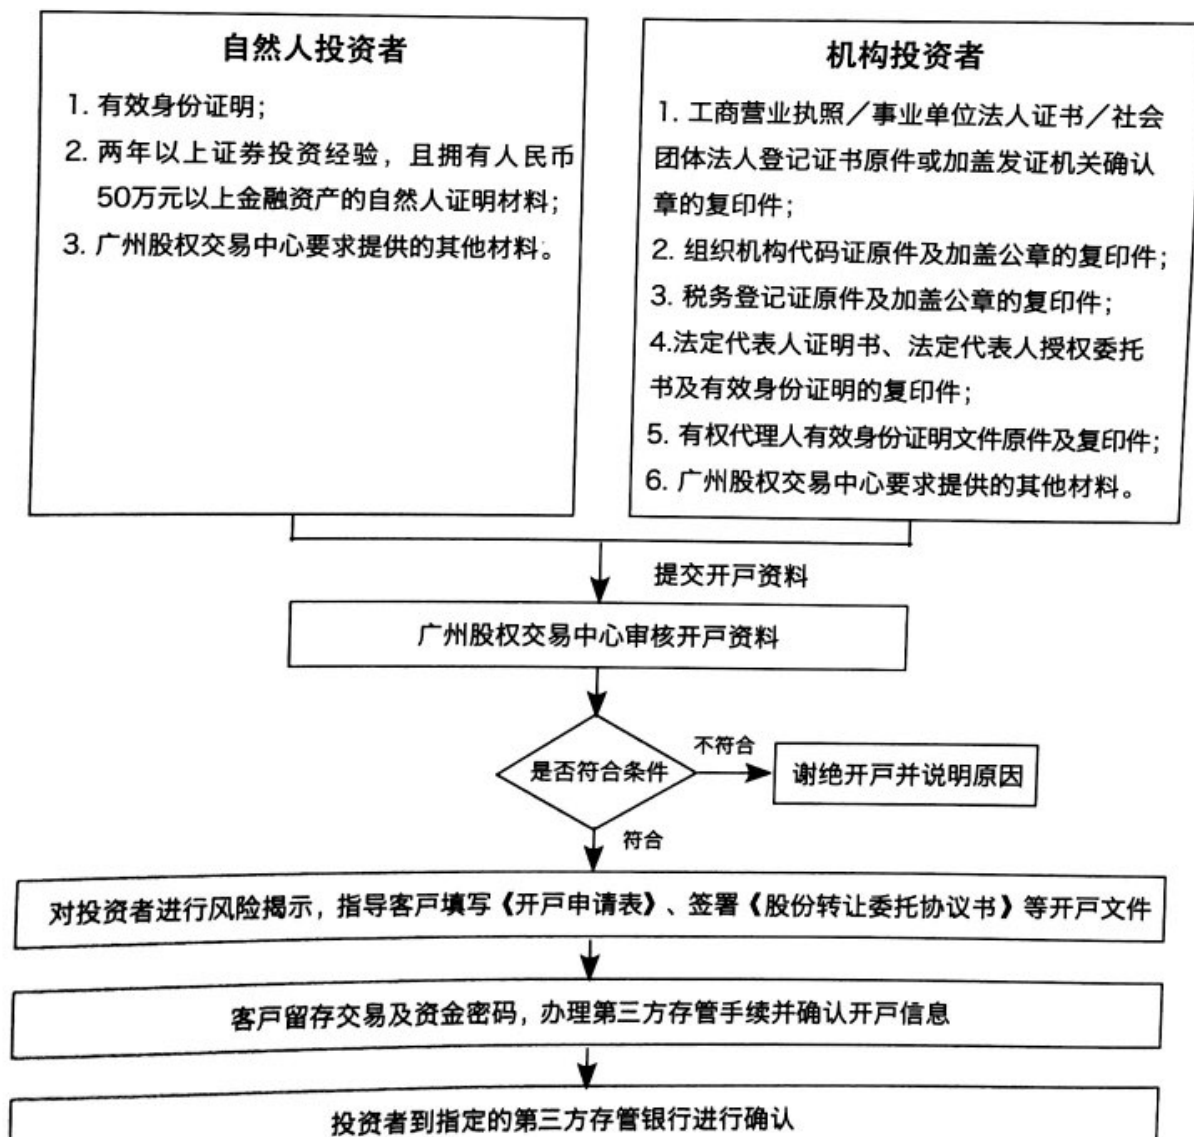 自然人投资者
1. 有效身份证明；
2. 两年以上证券投资经验，且拥有人民币
50万元以上金融资产的自然人证明材料；
3. 广州股权交易中心要求提供的其他材料。
机构投资者
1. 工商营业执照／事业单位法人证书／社会
团体法人登记证书原件或加盖发证机关确认
章的复印件；
2. 组织机构代码证原件及加盖公章的复印件；
3. 税务登记证原件及加盖公章的复印件；
4.法定代表人证明书、法定代表人授权委托
书及有效身份证明的复印件；
5. 有权代理人有效身份证明文件原件及复印件；
6. 广州股权交易中心要求提供的其他材料。
提交开戸资料
广州股权交易中心审核开戸资料
是否符合条件
不符合
谢绝开戸并说明原因
符合
对投资者进行风险揭示，指导客戸填写《开戸申请表》、签署《股份转让委托协议书》等开戸文件
客戸留存交易及资金密码，办理第三方存管手续并确认开戸信息
投资者到指定的第三方存管银行进行确认